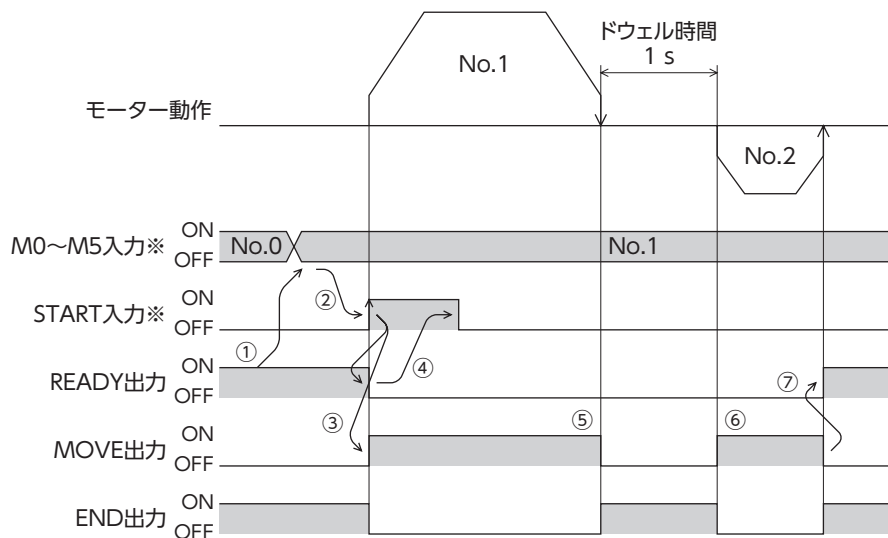 ドウェル時間
1 s
No.1
モーター動作
No.2
M0～M5入力※
ON
OFF
No.0
No.1
②
START入力※
ON
OFF
①
④
READY出力
ON
OFF
⑦
③
⑤
⑥
MOVE出力
ON
OFF
END出力
ON
OFF